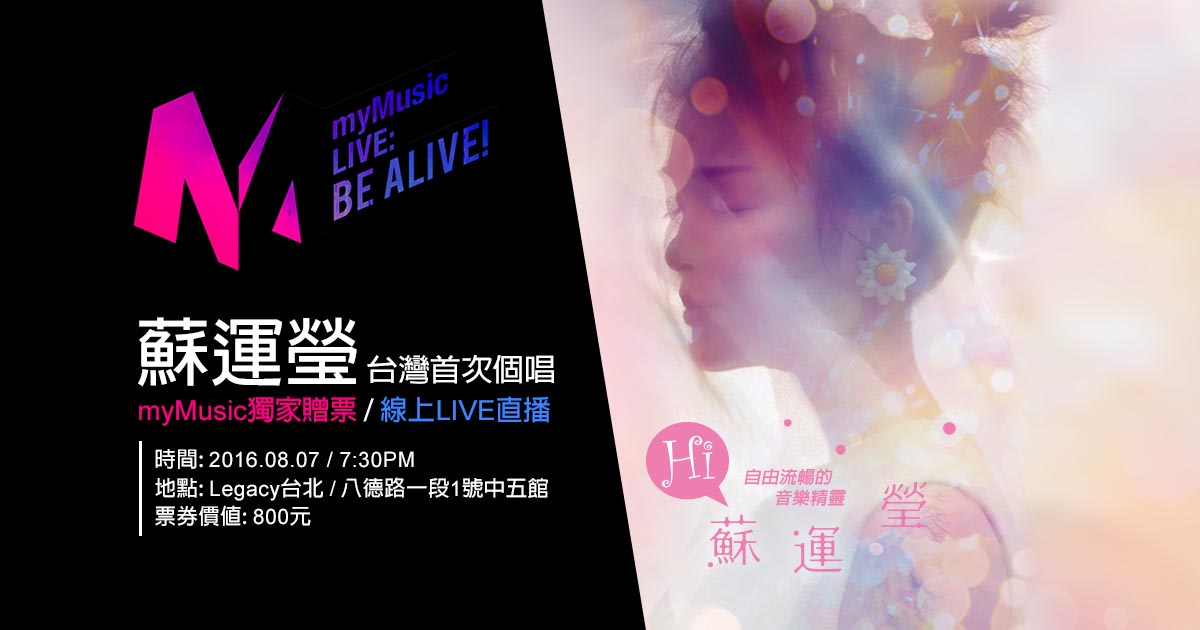 myMusic
LIVE:
BE ALIVE!
蘇運瑩 台灣首次個唱
myMusic獨家贈票 / 線上LIVE直播
時間: 2016.08.07 / 7:30PM
地點: Legacy台北 / 八德路一段1號中五館
票券價值: 800元
Hi
自由流暢的
音樂精靈
蘇運瑩